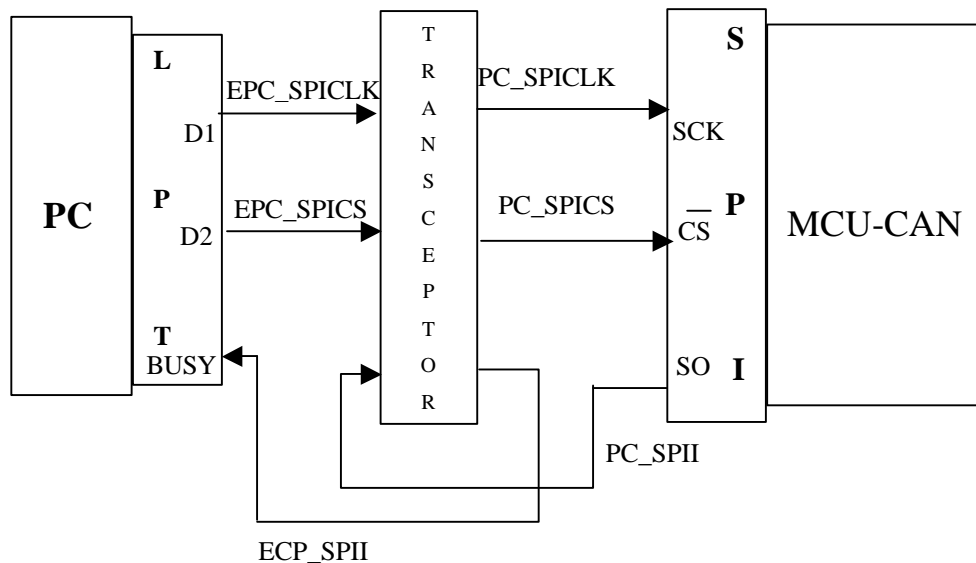 PC
L
P
T
D1
D2
BUSY
EPC_SPICLK
EPC_SPICS
TRANSCEPTOR
PC_SPICLK
PC_SPICS
SCK
CS
SO
S
P
I
MCU-CAN
PC_SPII
ECP_SPII